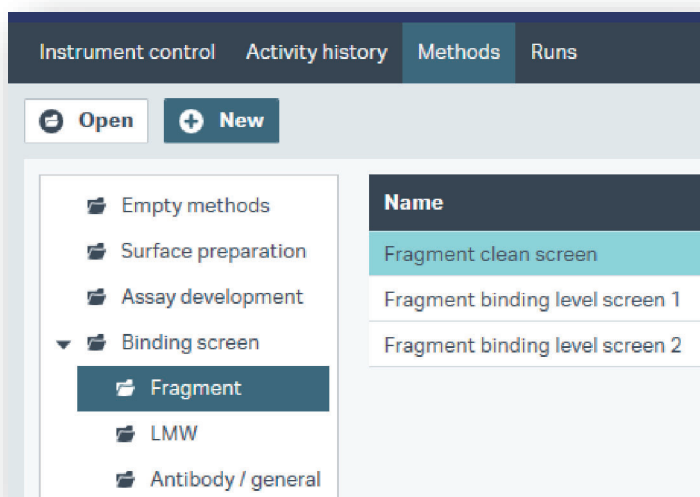 Instrument control Activity history Methods Runs
Open New
Empty methods
Surface preparation
Assay development
Binding screen
Fragment
LMW
Antibody / general
Name
Fragment clean screen
Fragment binding level screen 1
Fragment binding level screen 2